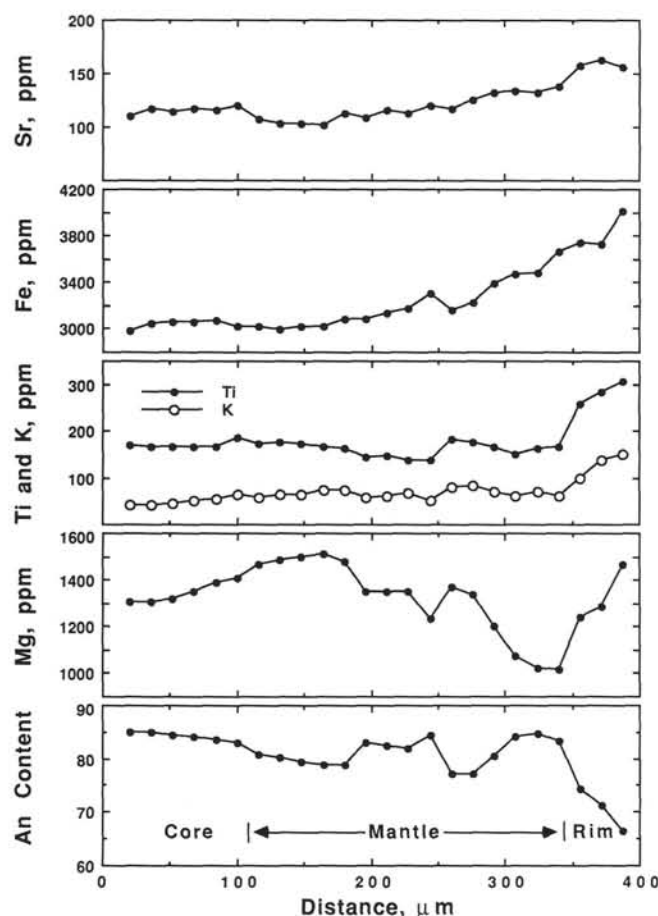 200
150
100
Sr, ppm
4200
3800
3400
3000
Fe, ppm
300
200
100
Ti and K, ppm
Ti
K
1600
1400
1200
1000
Mg, ppm
90
80
70
60
An Content
Core
Mantle
Rim
0 100 200 300 400
Distance, μm